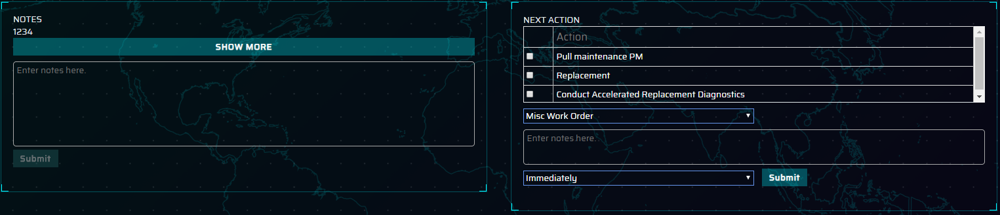 NOTES
1234
SHOW MORE
Enter notes here.
Submit
NEXT ACTION
Action
Pull maintenance PM
Replacement
Conduct Accelerated Replacement Diagnostics
Misc Work Order
Enter notes here.
Immediately
Submit